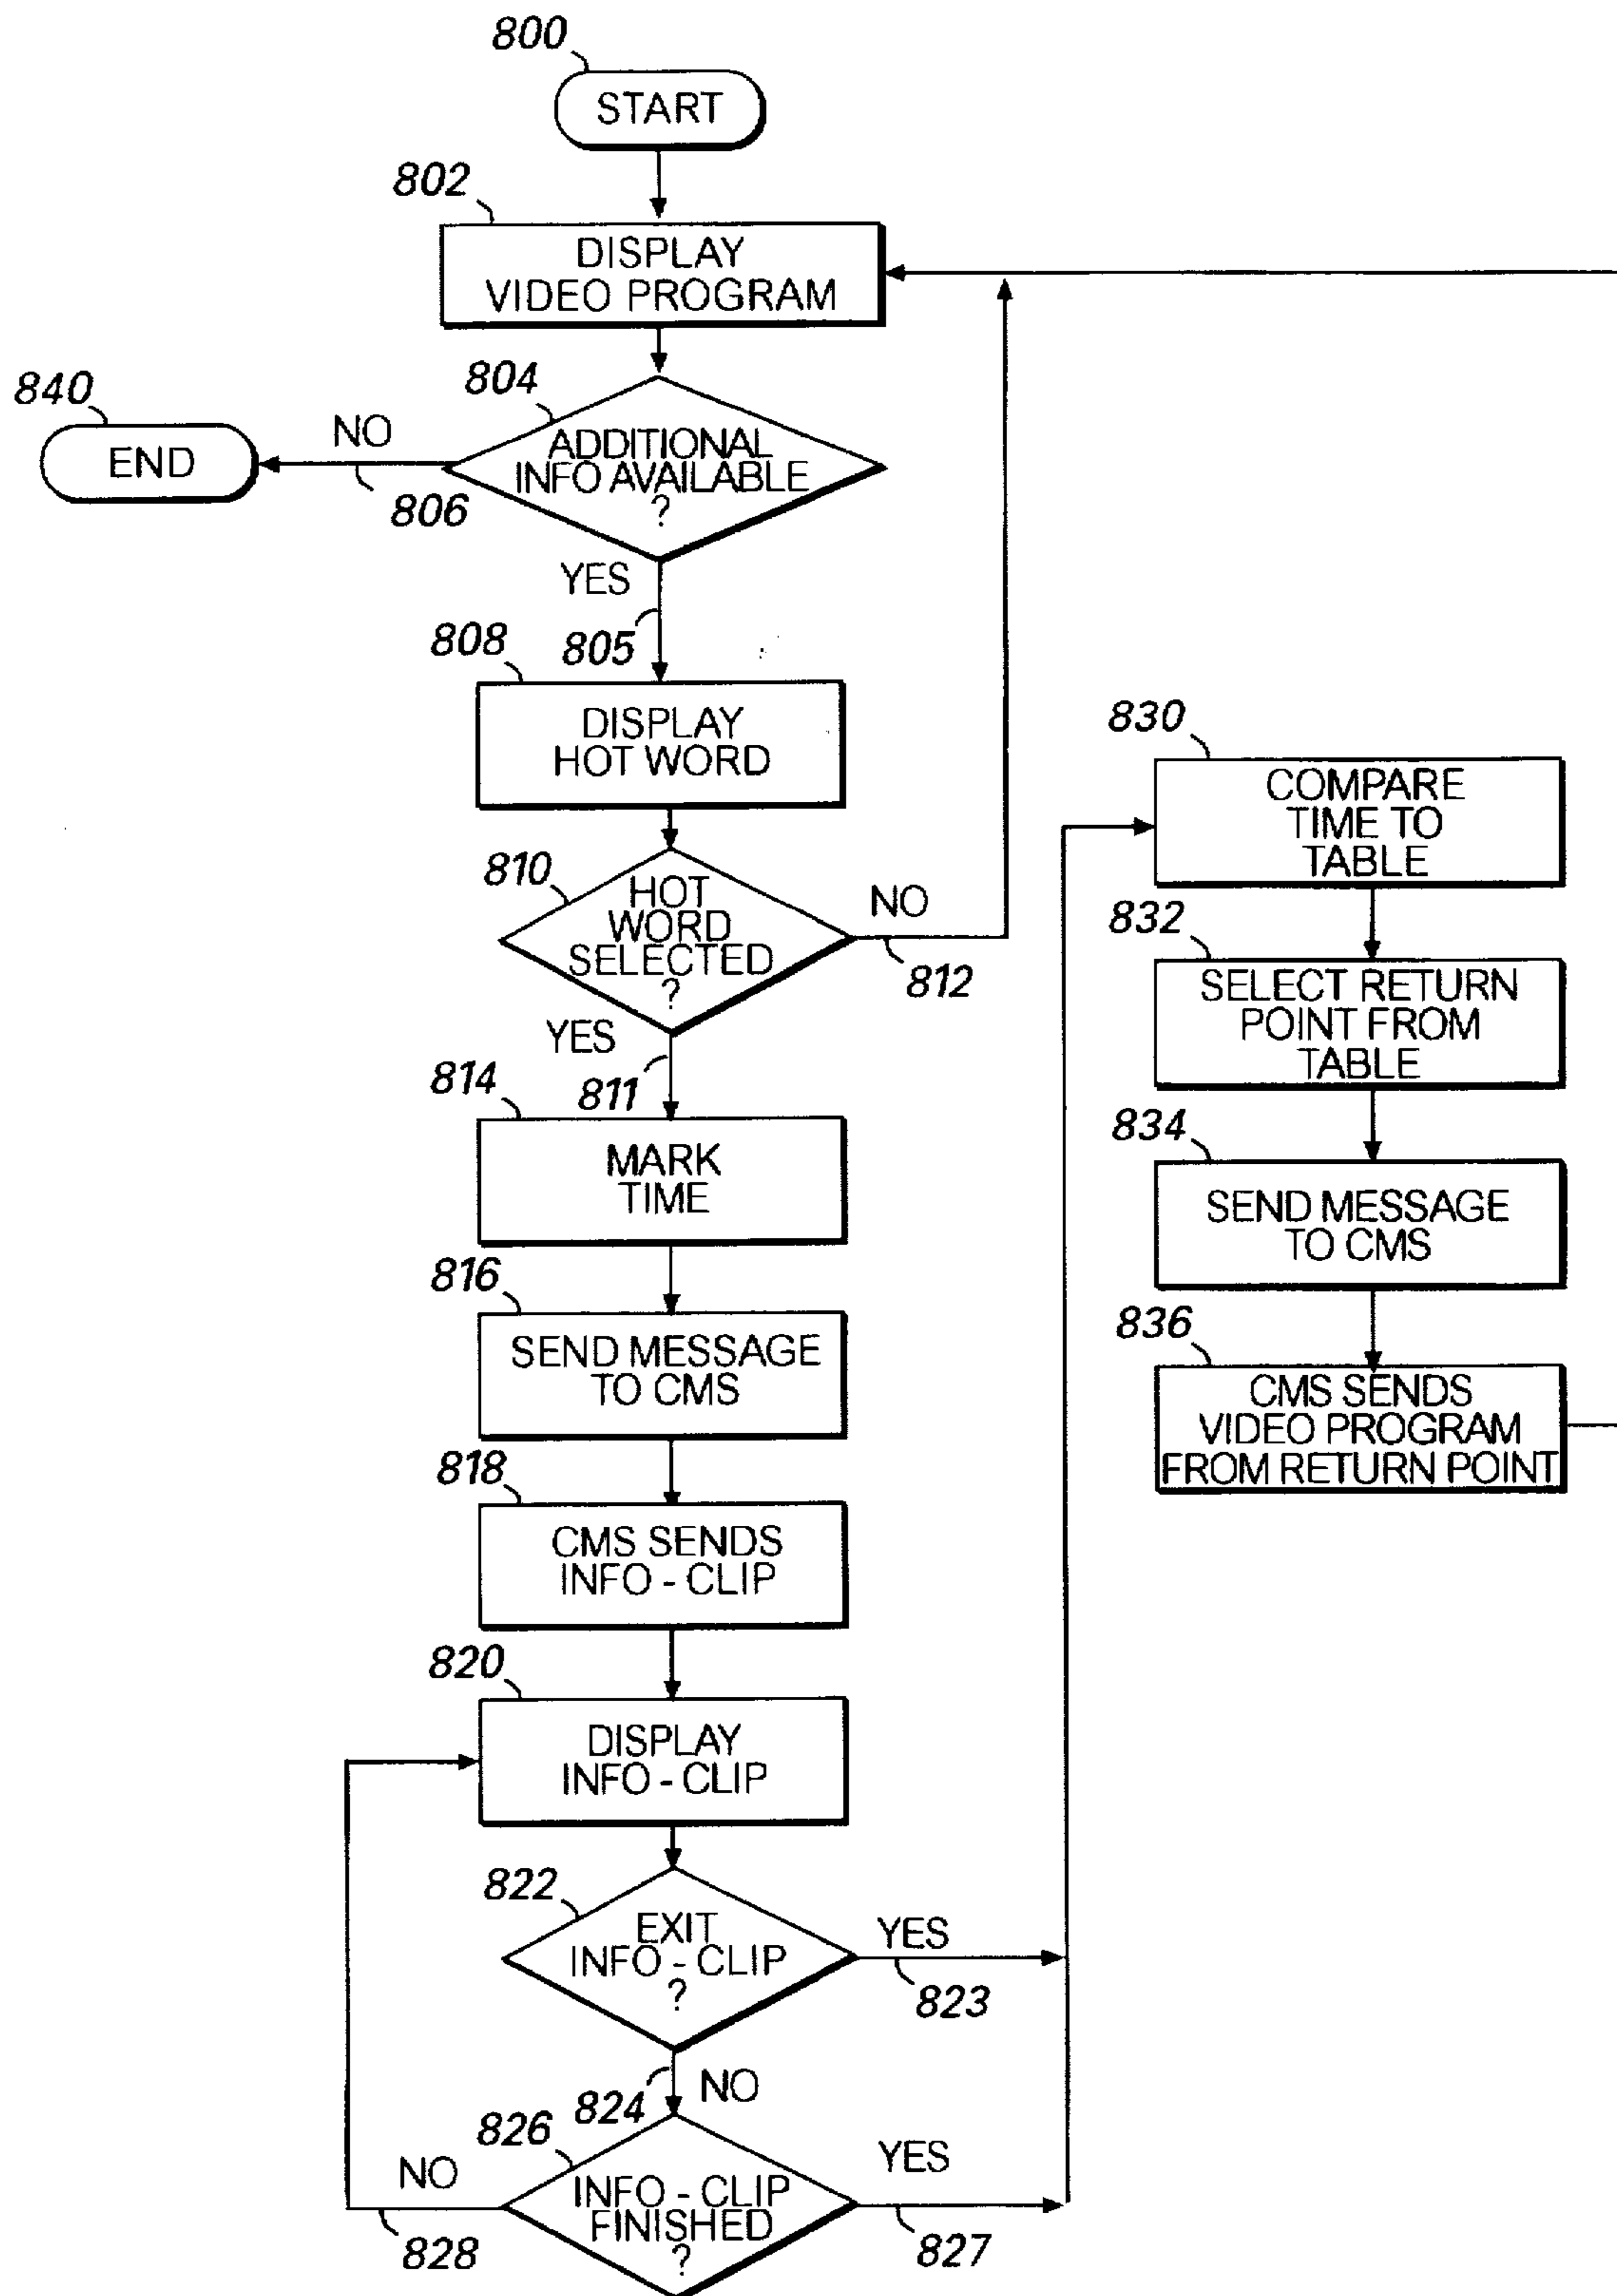 800
START
802
DISPLAY
VIDEO PROGRAM
804
ADDITIONAL
INFO AVAILABLE
?
840
END
NO
806
YES
805
808
DISPLAY
HOT WORD
810
HOT
WORD
SELECTED
?
NO
812
YES
811
814
MARK
TIME
816
SEND MESSAGE
TO CMS
818
CMS SENDS
INFO - CLIP
820
DISPLAY
INFO - CLIP
822
EXIT
INFO - CLIP
?
YES
823
824
NO
826
INFO - CLIP
FINISHED
?
NO
828
YES
827
830
COMPARE
TIME TO
TABLE
832
SELECT RETURN
POINT FROM
TABLE
834
SEND MESSAGE
TO CMS
836
CMS SENDS
VIDEO PROGRAM
FROM RETURN POINT